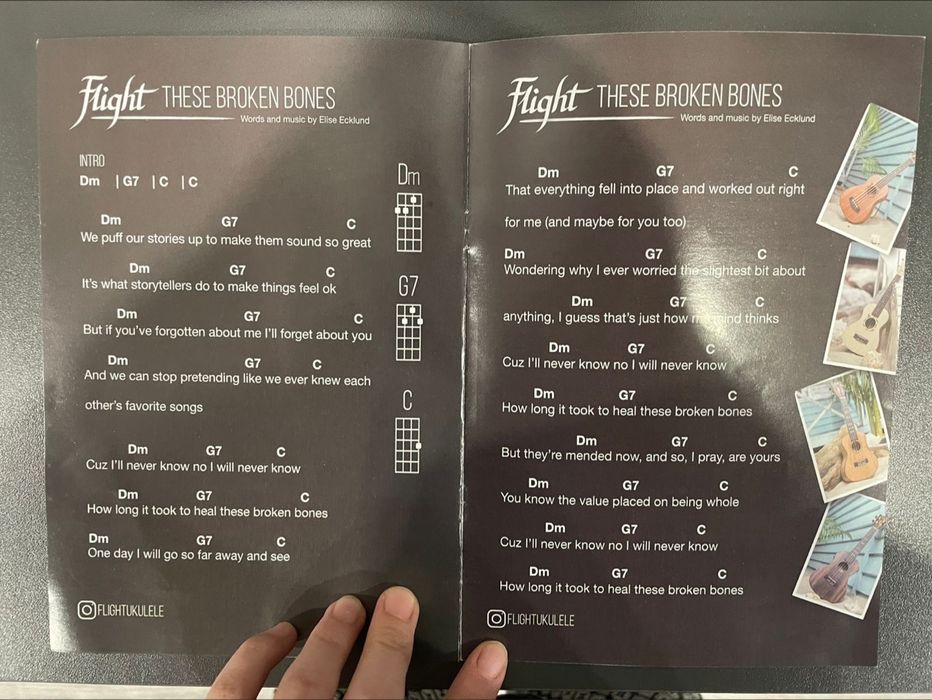 Flight THESE BROKEN BONES
Words and music by Elise Ecklund
INTRO
Dm | G7 | C | C
Dm G7 C
We puff our stories up to make them sound so great
Dm G7 C
It's what storytellers do to make things feel ok
Dm G7 C
But if you've forgotten about me I'll forget about you
Dm G7 C
And we can stop pretending like we ever knew each
other's favorite songs
Dm G7 C
Cuz I'll never know no I will never know
Dm G7 C
How long it took to heal these broken bones
Dm G7 C
One day I will go so far away and see
Dm
G7
C
FLIGHTUKULELE
Flight THESE BROKEN BONES
Words and music by Elise Ecklund
Dm G7 C
That everything fell into place and worked out right
for me (and maybe for you too)
Dm G7 C
Wondering why I ever worried the slightest bit about
Dm G7 C
anything, I guess that's just how mind thinks
Dm G7 C
Cuz I'll never know no I will never know
Dm G7 C
How long it took to heal these broken bones
Dm G7 C
But they're mended now, and so, I pray, are yours
Dm G7 C
You know the value placed on being whole
Dm G7 C
Cuz I'll never know no I will never know
Dm G7 C
How long it took to heal these broken bones
FLIGHTUKULELE